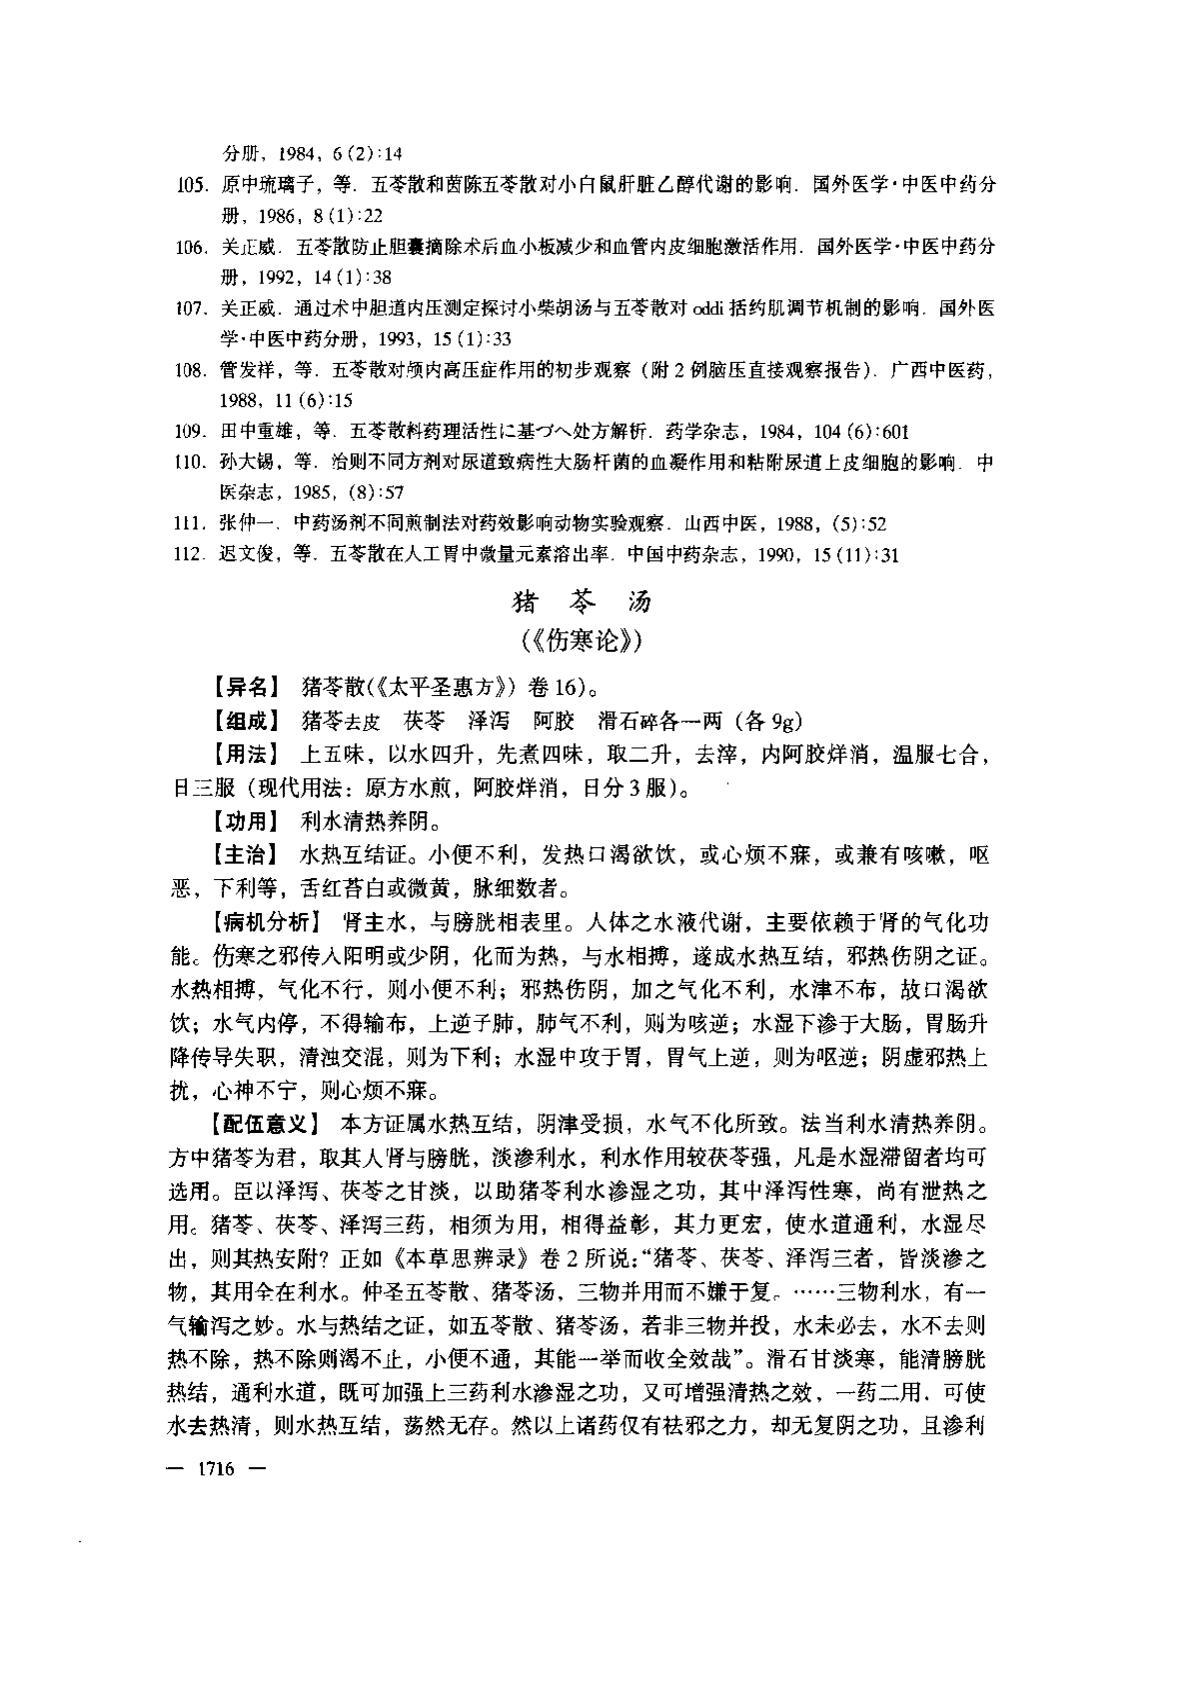 分册，1984，6(2):14
105. 原中琉璃子，等．五苓散和茵陈五苓散对小白鼠肝脏乙醇代谢的影响．国外医学·中医中药分
册，1986，8(1):22
106. 关正威．五苓散防止胆囊摘除术后血小板减少和血管内皮细胞激活作用．国外医学·中医中药分
册，1992，14(1):38
107. 关正威．通过术中胆道内压测定探讨小柴胡汤与五苓散对 oddi 括约肌调节机制的影响．国外医
学·中医中药分册，1993，15(1):33
108. 管发祥，等．五苓散对颅内高压症作用的初步观察（附 2 例脑压直接观察报告）．广西中医药，
1988，11(6):15
109. 田中重雄，等．五苓散料药理活性に基づへ处方解析．药学杂志，1984，104(6):601
110. 孙大锡，等．治则不同方剂对尿道致病性大肠杆菌的血凝作用和粘附尿道上皮细胞的影响．中
医杂志，1985，(8):57
111. 张仲一．中药汤剂不同煎制法对药效影响动物实验观察．山西中医，1988，(5):52
112. 迟文俊，等．五苓散在人工胃中微量元素溶出率．中国中药杂志，1990，15(11):31
猪 苓 汤
(《伤寒论》)
【异名】 猪苓散(《太平圣惠方》）卷 16)。
【组成】 猪苓去皮 茯苓 泽泻 阿胶 滑石碎各一两（各 9g）
【用法】 上五味，以水四升，先煮四味，取二升，去滓，内阿胶烊消，温服七合，
日三服（现代用法：原方水煎，阿胶烊消，日分 3 服）。
【功用】 利水清热养阴。
【主治】 水热互结证。小便不利，发热口渴欲饮，或心烦不寐，或兼有咳嗽，呕
恶，下利等，舌红苔白或微黄，脉细数者。
【病机分析】 肾主水，与膀胱相表里。人体之水液代谢，主要依赖于肾的气化功
能。伤寒之邪传入阳明或少阴，化而为热，与水相搏，遂成水热互结，邪热伤阴之证。
水热相搏，气化不行，则小便不利；邪热伤阴，加之气化不利，水津不布，故口渴欲
饮；水气内停，不得输布，上逆于肺，肺气不利，则为咳逆；水湿下渗于大肠，胃肠升
降传导失职，清浊交混，则为下利；水湿中攻于胃，胃气上逆，则为呕逆；阴虚邪热上
扰，心神不宁，则心烦不寐。
【配伍意义】 本方证属水热互结，阴津受损，水气不化所致。法当利水清热养阴。
方中猪苓为君，取其入肾与膀胱，淡渗利水，利水作用较茯苓强，凡是水湿滞留者均可
选用。臣以泽泻、茯苓之甘淡，以助猪苓利水渗湿之功，其中泽泻性寒，尚有泄热之
用。猪苓、茯苓、泽泻三药，相须为用，相得益彰，其力更宏，使水道通利，水湿尽
出，则其热安附？正如《本草思辨录》卷 2 所说：“猪苓、茯苓、泽泻三者，皆淡渗之
物，其用全在利水。仲圣五苓散、猪苓汤，三物并用而不嫌于复。……三物利水，有一
气输泻之妙。水与热结之证，如五苓散、猪苓汤，若非三物并投，水未必去，水不去则
热不除，热不除则渴不止，小便不通，其能一举而收全效哉”。滑石甘淡寒，能清膀胱
热结，通利水道，既可加强上三药利水渗湿之功，又可增强清热之效，一药二用．可使
水去热清，则水热互结，荡然无存。然以上诸药仅有祛邪之力，却无复阴之功，且渗利
— 1716 —